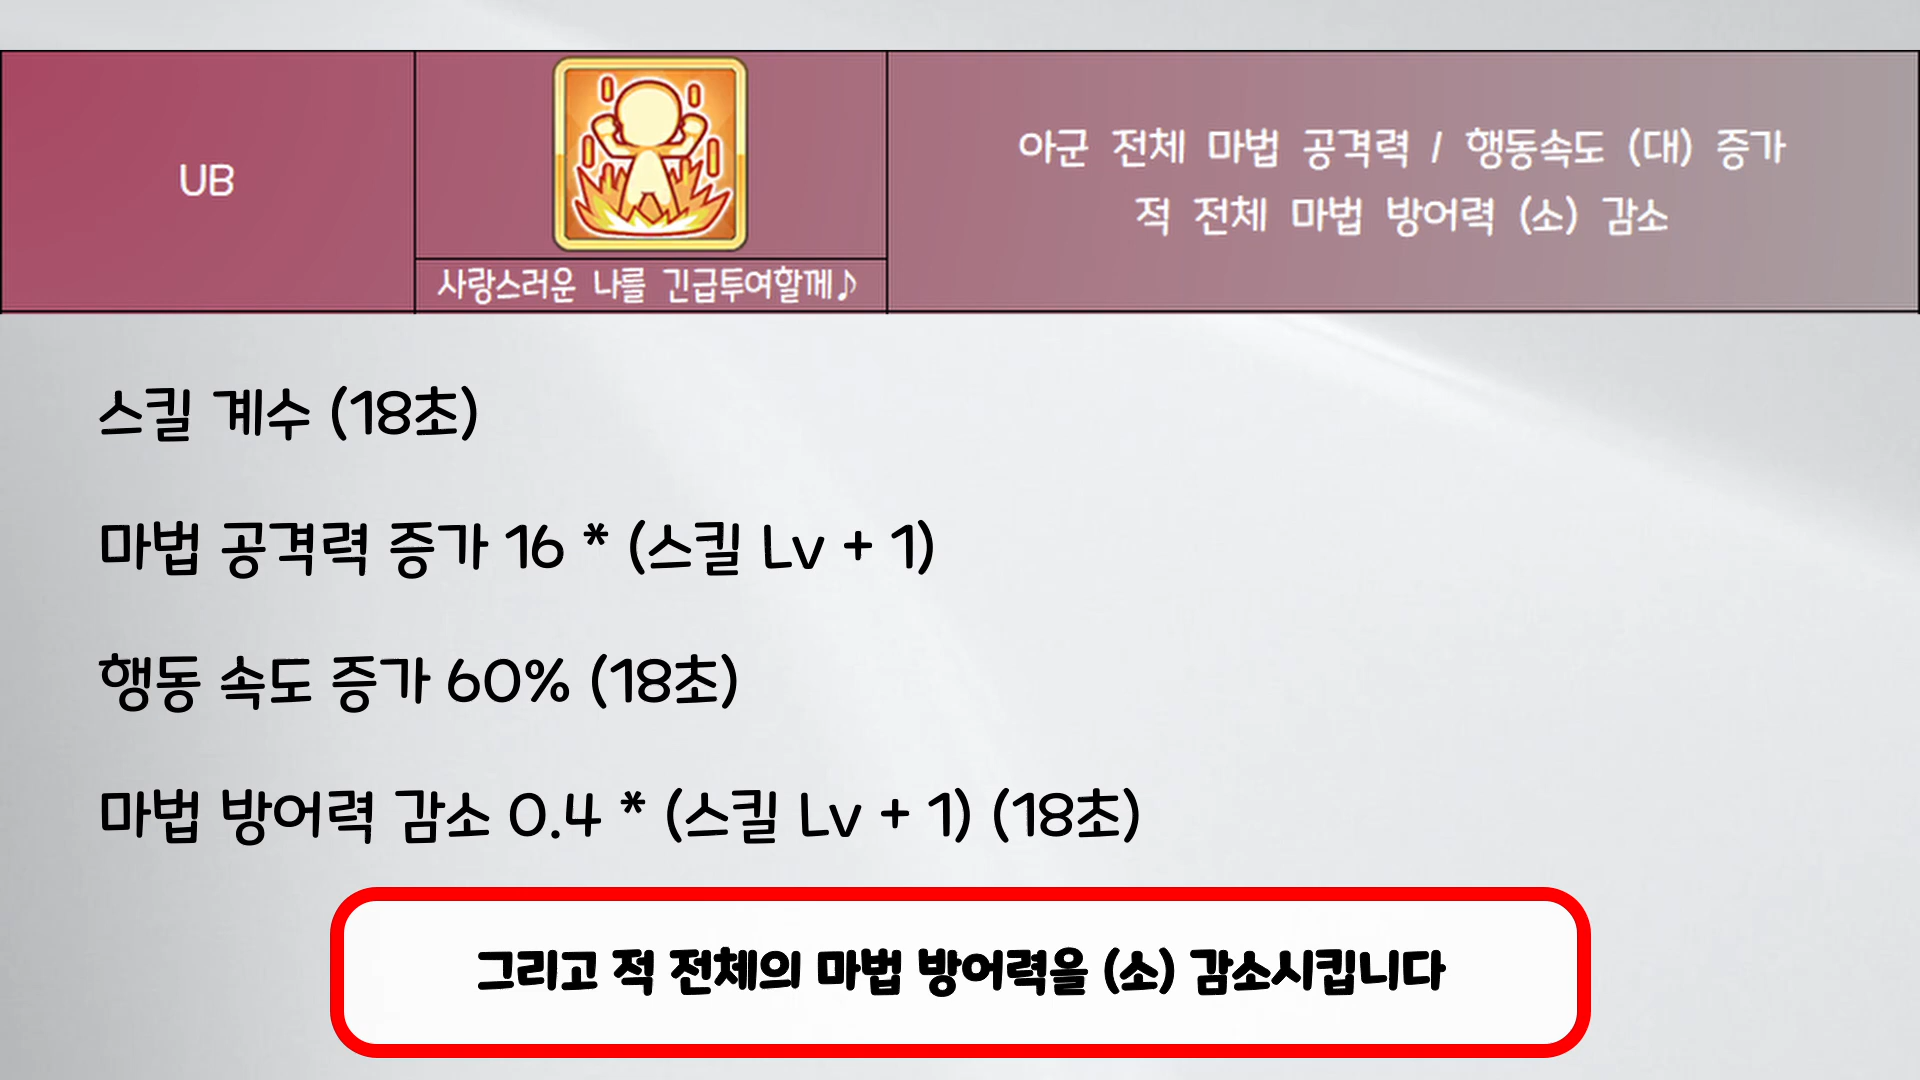 UB
사랑스러운 나를 긴급투여할께♪
아군 전체 마법 공격력 / 행동속도 (대) 증가
적 전체 마법 방어력 (소) 감소
스킬 계수 (18초)
마법 공격력 증가 16 * (스킬 Lv + 1)
행동 속도 증가 60% (18초)
마법 방어력 감소 0.4 * (스킬 Lv + 1) (18초)
그리고 적 전체의 마법 방어력을 (소) 감소시킵니다